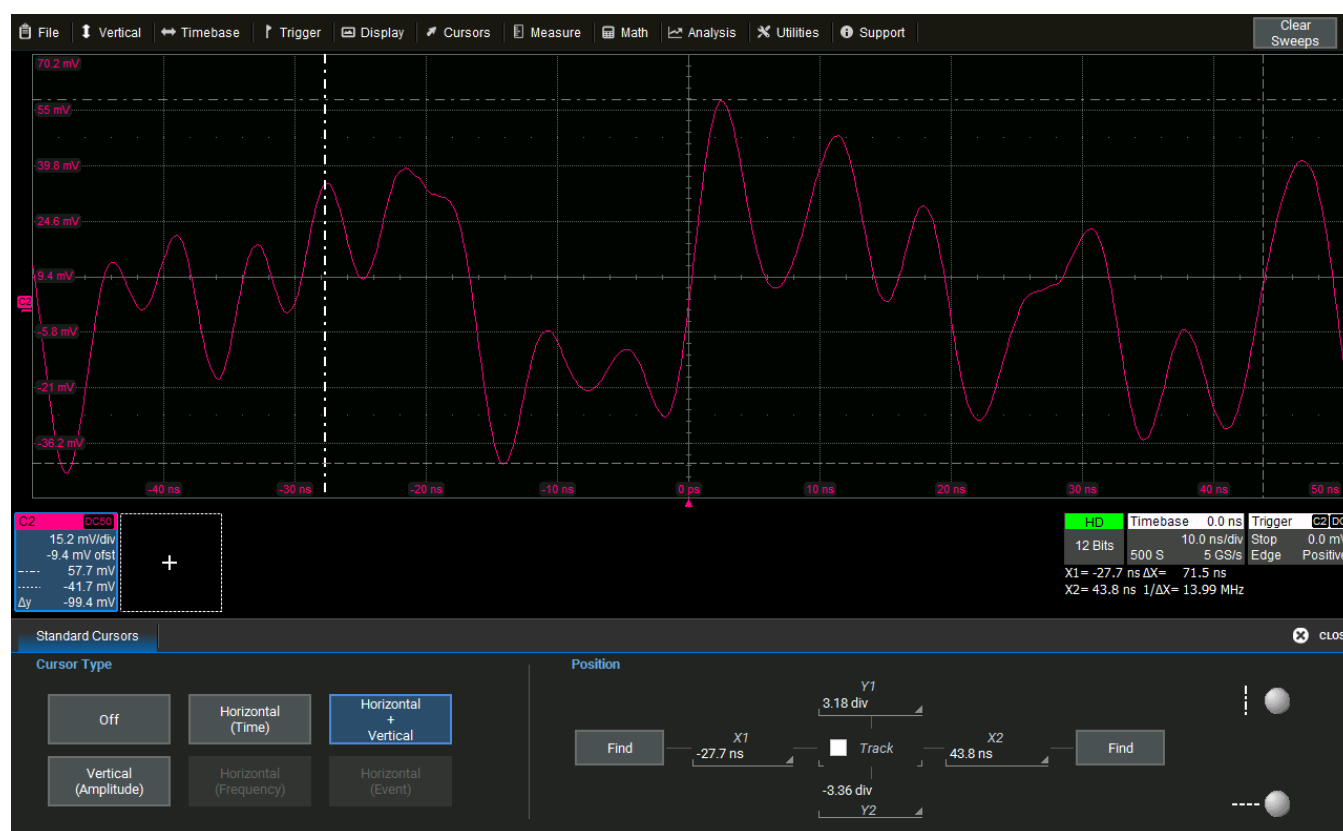 File Vertical Timebase Trigger Display Cursors Measure Math Analysis Utilities Support
Clear
Sweeps
70.2 mV
55 mV
39.8 mV
24.6 mV
9.4 mV
C2
-5.8 mV
-21 mV
-36.2 mV
-40 ns -30 ns -20 ns -10 ns 0 ps 10 ns 20 ns 30 ns 40 ns 50 ns
C2 DC50
15.2 mV/div
-9.4 mV ofst
57.7 mV
-41.7 mV
Δy -99.4 mV
+
HD
12 Bits
Timebase 0.0 ns
10.0 ns/div
500 S 5 GS/s
Trigger C2 DC
Stop 0.0 mV
Edge Positive
X1= -27.7 ns ΔX= 71.5 ns
X2= 43.8 ns 1/ΔX= 13.99 MHz
Standard Cursors
CLOS
Cursor Type
Off
Horizontal
(Time)
Horizontal
+
Vertical
Vertical
(Amplitude)
Horizontal
(Frequency)
Horizontal
(Event)
Position
Y1
3.18 div
Find
X1
-27.7 ns
Track
X2
43.8 ns
Find
-3.36 div
Y2